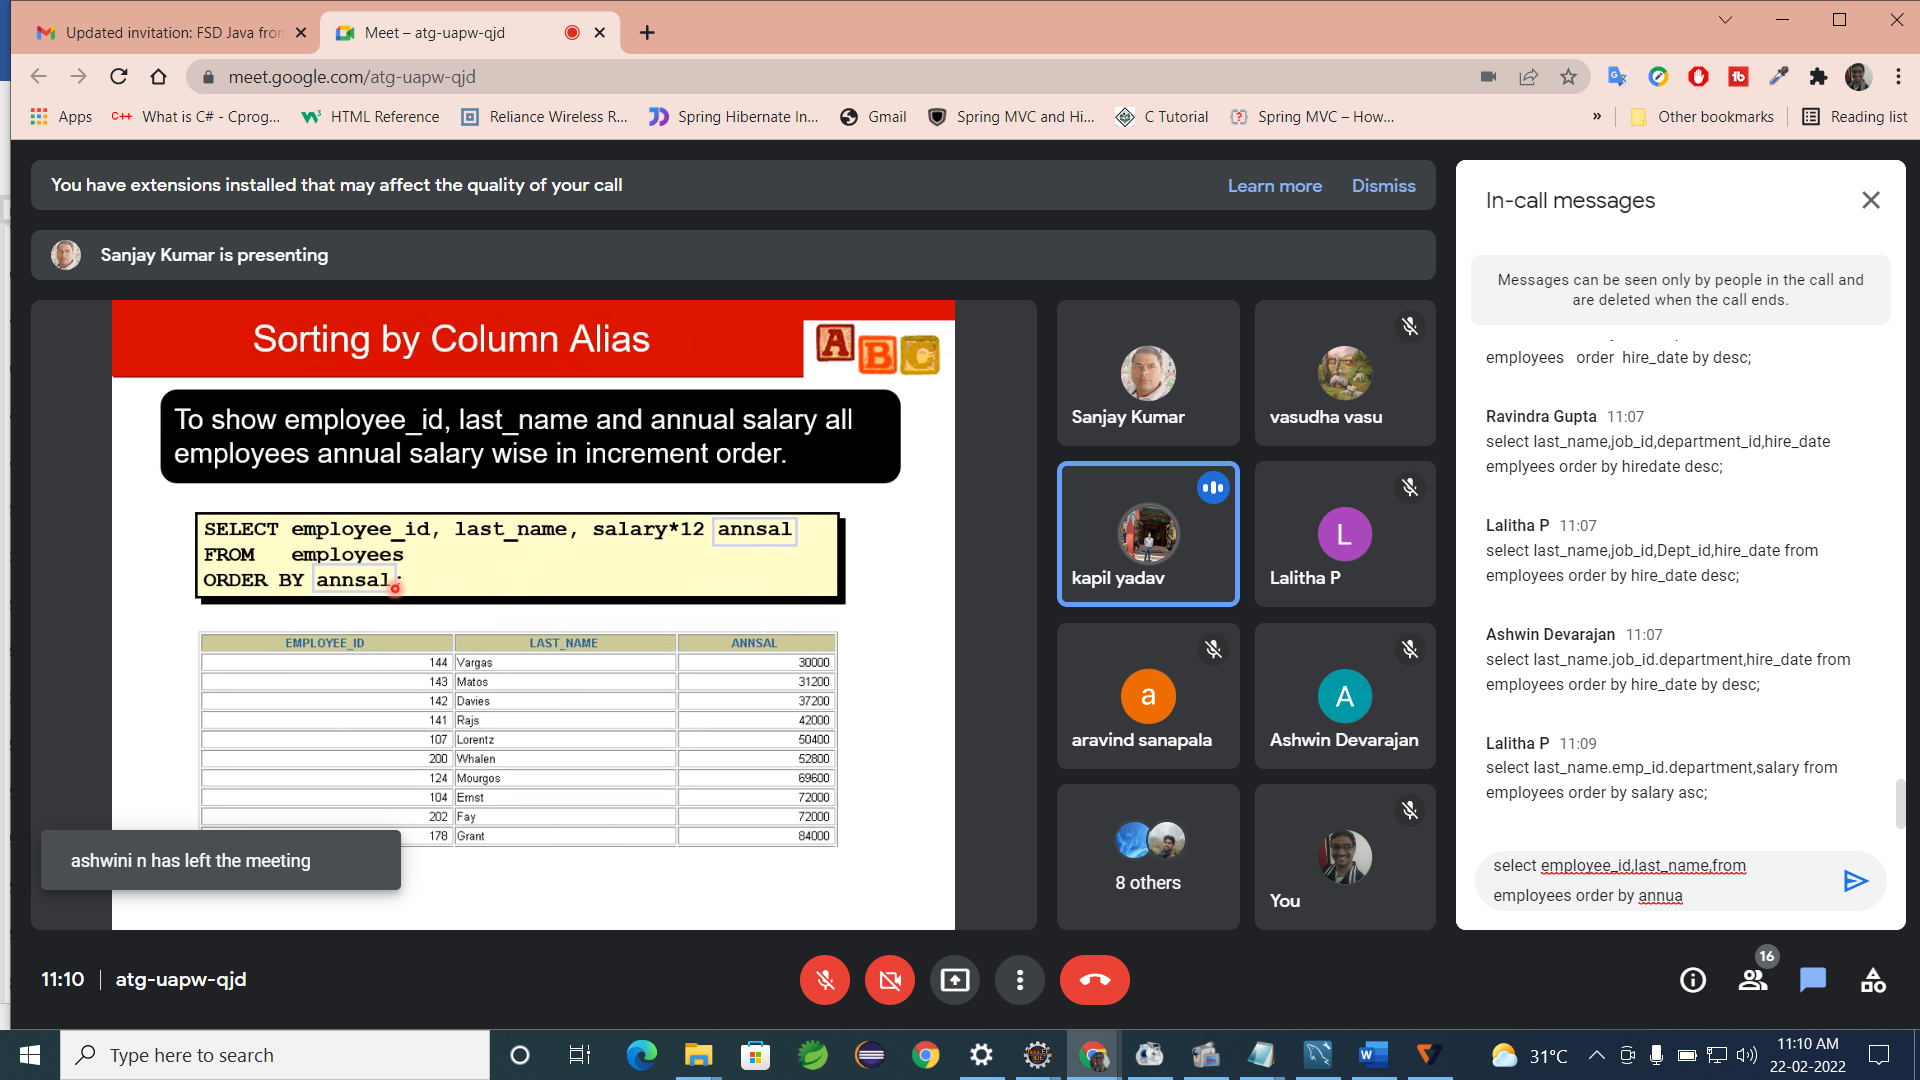 Updated invitation: FSD Java fron
Meet – atg-uapw-qjd
meet.google.com/atg-uapw-qjd
Apps
What is C# - Cprog...
HTML Reference
Reliance Wireless R...
Spring Hibernate In...
Gmail
Spring MVC and Hi...
C Tutorial
Spring MVC – How...
»
Other bookmarks
Reading list
You have extensions installed that may affect the quality of your call
Learn more
Dismiss
Sanjay Kumar is presenting
Sorting by Column Alias
A B C
To show employee_id, last_name and annual salary all
employees annual salary wise in increment order.
SELECT employee_id, last_name, salary*12 annsal
FROM employees
ORDER BY annsal;
EMPLOYEE_ID LAST_NAME ANNSAL
144 Vargas 30000
143 Matos 31200
142 Davies 37200
141 Rajs 42000
107 Lorentz 50400
200 Whalen 52800
124 Mourgos 69600
104 Ernst 72000
202 Fay 72000
178 Grant 84000
ashwini n has left the meeting
Sanjay Kumar
vasudha vasu
kapil yadav
L
Lalitha P
a
aravind sanapala
A
Ashwin Devarajan
8 others
You
In-call messages
Messages can be seen only by people in the call and
are deleted when the call ends.
employees order hire_date by desc;
Ravindra Gupta 11:07
select last_name,job_id,department_id,hire_date
emplyees order by hiredate desc;
Lalitha P 11:07
select last_name,job_id,Dept_id,hire_date from
employees order by hire_date desc;
Ashwin Devarajan 11:07
select last_name.job_id.department,hire_date from
employees order by hire_date by desc;
Lalitha P 11:09
select last_name.emp_id.department,salary from
employees order by salary asc;
select employee_id,last_name,from
employees order by annua
11:10 | atg-uapw-qjd
16
Type here to search
31°C
11:10 AM
22-02-2022